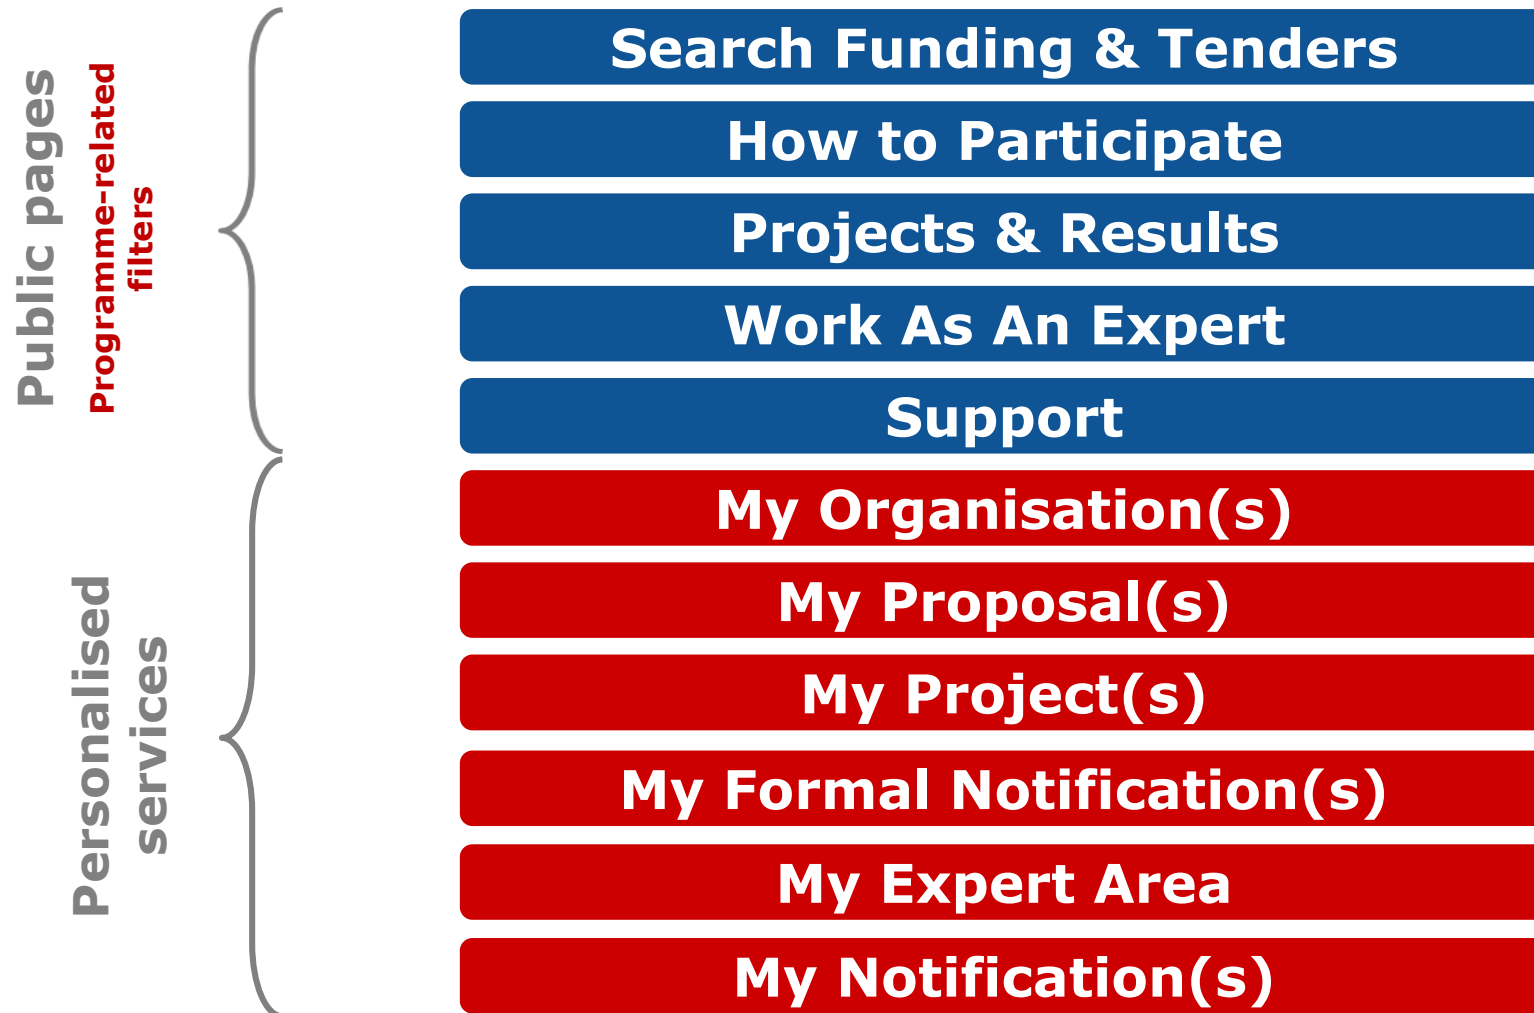 Public pages
Programme-related
filters
Search Funding & Tenders
How to Participate
Projects & Results
Work As An Expert
Support
Personalised
services
My Organisation(s)
My Proposal(s)
My Project(s)
My Formal Notification(s)
My Expert Area
My Notification(s)